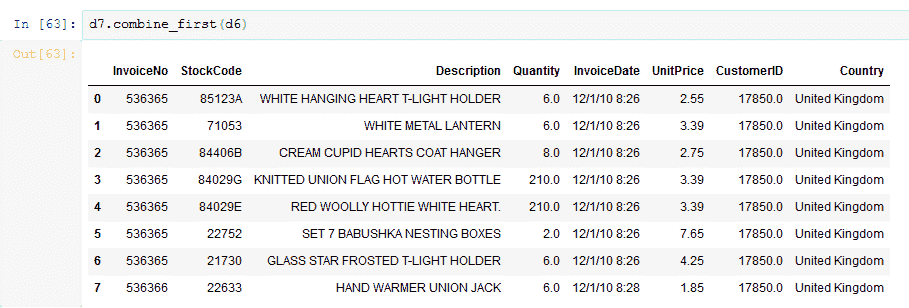 In [63]: d7.combine_first(d6)
Out[63]:
InvoiceNo StockCode Description Quantity InvoiceDate UnitPrice CustomerID Country
0 536365 85123A WHITE HANGING HEART T-LIGHT HOLDER 6.0 12/1/10 8:26 2.55 17850.0 United Kingdom
1 536365 71053 WHITE METAL LANTERN 6.0 12/1/10 8:26 3.39 17850.0 United Kingdom
2 536365 84406B CREAM CUPID HEARTS COAT HANGER 8.0 12/1/10 8:26 2.75 17850.0 United Kingdom
3 536365 84029G KNITTED UNION FLAG HOT WATER BOTTLE 210.0 12/1/10 8:26 3.39 17850.0 United Kingdom
4 536365 84029E RED WOOLLY HOTTIE WHITE HEART. 210.0 12/1/10 8:26 3.39 17850.0 United Kingdom
5 536365 22752 SET 7 BABUSHKA NESTING BOXES 2.0 12/1/10 8:26 7.65 17850.0 United Kingdom
6 536365 21730 GLASS STAR FROSTED T-LIGHT HOLDER 6.0 12/1/10 8:26 4.25 17850.0 United Kingdom
7 536366 22633 HAND WARMER UNION JACK 6.0 12/1/10 8:28 1.85 17850.0 United Kingdom